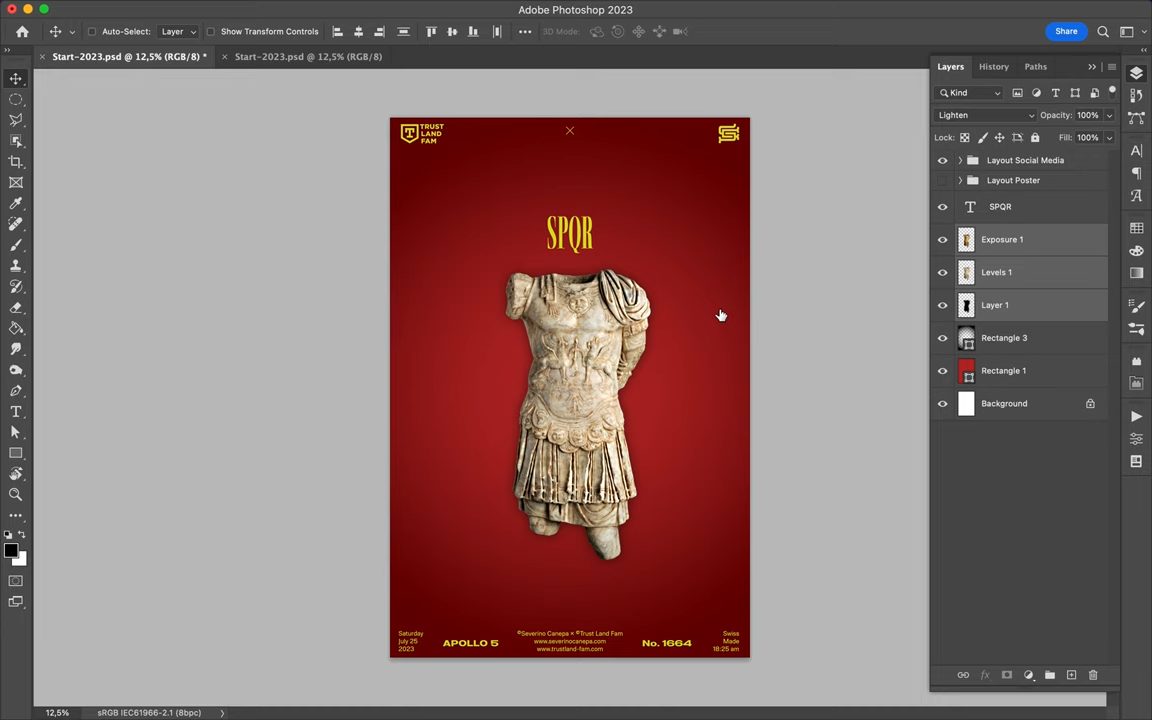 Adobe Photoshop 2023
Auto-Select:
Layer
Show Transform Controls
3D Mode:
Share
Start-2023.psd @ 12,5% (RGB/8) *
Start-2023.psd @ 12,5% (RGB/8)
Layers
History
Paths
Kind
Lighten
Opacity:
100%
Lock:
Fill:
100%
Layout Social Media
Layout Poster
SPQR
Exposure 1
Levels 1
Layer 1
Rectangle 3
Rectangle 1
Background
TRUST
LAND
FAM
SPQR
Saturday
July 25
2023
APOLLO 5
©Severino Canepa × ©Trust Land Fam
www.severinocanepa.com
www.trustland-fam.com
No. 1664
Swiss
Made
18:25 am
12,5%
sRGB IEC61966-2.1 (8bpc)